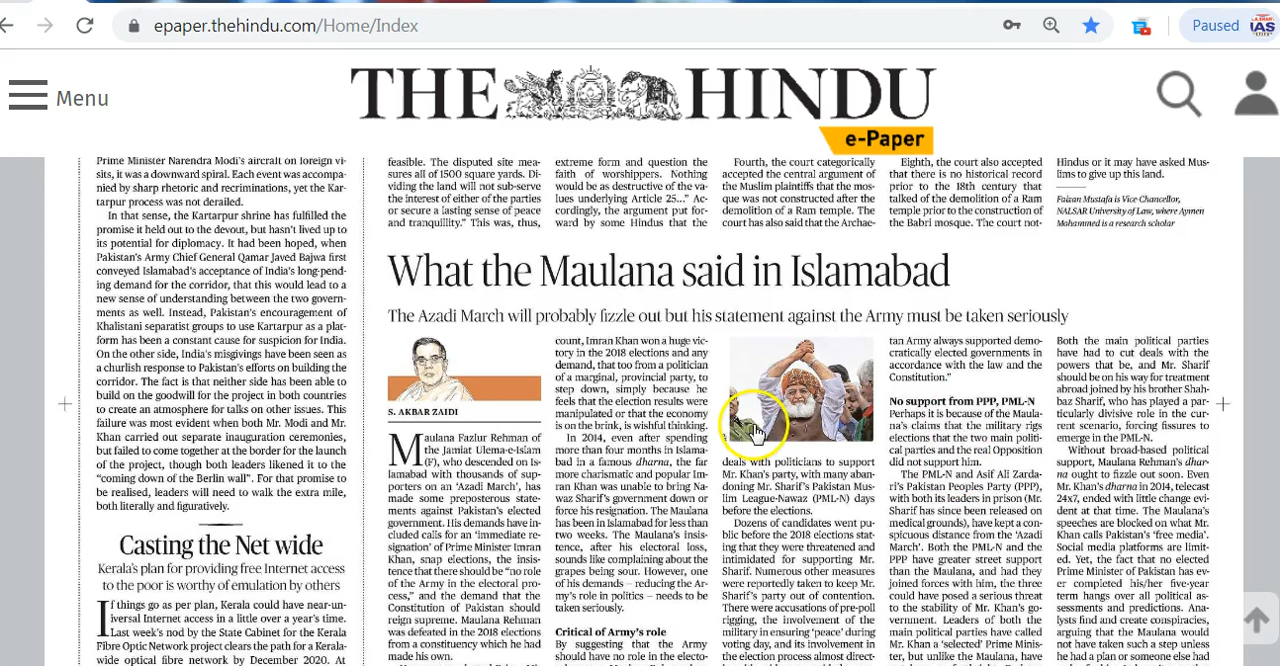 epaper.thehindu.com/Home/Index
Paused
IAS
Menu
THE HINDU
e-Paper
Prime Minister Narendra Modi's aircraft on foreign vi-
sits, it was a downward spiral. Each event was accompa-
nied by sharp rhetoric and recriminations, yet the Kar-
tarpur process was not derailed.
In that sense, the Kartarpur shrine has fulfilled the
promise it held out to the devout, but hasn't lived up to
its potential for diplomacy. It had been hoped, when
Pakistan's Army Chief General Qamar Javed Bajwa first
conveyed Islamabad's acceptance of India's long-pend-
ing demand for the corridor, that this would lead to a
new sense of understanding between the two govern-
ments as well. Instead, Pakistan's encouragement of
Khalistani separatist groups to use Kartarpur as a plat-
form has been a constant cause for suspicion for India.
On the other side, India's misgivings have been seen as
a churlish response to Pakistan's efforts on building the
corridor. The fact is that neither side has been able to
build on the goodwill for the project in both countries
to create an atmosphere for talks on other issues. This
failure was most evident when both Mr. Modi and Mr.
Khan carried out separate inauguration ceremonies,
but failed to come together at the border for the launch
of the project, though both leaders likened it to the
"coming down of the Berlin wall". For that promise to
be realised, leaders will need to walk the extra mile,
both literally and figuratively.
Casting the Net wide
Kerala's plan for providing free Internet access
to the poor is worthy of emulation by others
If things go as per plan, Kerala could have near-un-
iversal Internet access in a little over a year's time.
Last week's nod by the State Cabinet for the Kerala
Fibre Optic Network project clears the path for a Kerala-
wide optical fibre network by December 2020. At
feasible. The disputed site mea-
sures all of 1500 square yards. Di-
viding the land will not sub-serve
the interest of either of the parties
or secure a lasting sense of peace
and tranquillity." This was, thus,
extreme form and question the
faith of worshippers. Nothing
would be as destructive of the va-
lues underlying Article 25..." Ac-
cordingly, the argument put for-
ward by some Hindus that the
Fourth, the court categorically
accepted the central argument of
the Muslim plaintiffs that the mos-
que was not constructed after the
demolition of a Ram temple. The
court has also said that the Archae-
Eighth, the court also accepted
that there is no historical record
prior to the 18th century that
talked of the demolition of a Ram
temple prior to the construction of
the Babri mosque. The court not-
Hindus or it may have asked Mus-
lims to give up this land.
Faizan Mustafa is Vice-Chancellor,
NALSAR University of Law, where Aymen
Mohammed is a research scholar
What the Maulana said in Islamabad
The Azadi March will probably fizzle out but his statement against the Army must be taken seriously
S. AKBAR ZAIDI
Maulana Fazlur Rehman of
the Jamiat Ulema-e-Islam
(F), who descended on Is-
lamabad with thousands of sup-
porters on an 'Azadi March', has
made some preposterous state-
ments against Pakistan's elected
government. His demands have in-
cluded calls for an 'immediate re-
signation' of Prime Minister Imran
Khan, snap elections, the insis-
tence that there should be "no role
of the Army in the electoral pro-
cess," and the demand that the
Constitution of Pakistan should
reign supreme. Maulana Rehman
was defeated in the 2018 elections
from a constituency which he had
made his own.
count, Imran Khan won a huge vic-
tory in the 2018 elections and any
demand, that too from a politician
of a marginal, provincial party, to
step down, simply because he
feels that the election results were
manipulated or that the economy
is on the brink, is wishful thinking.
In 2014, even after spending
more than four months in Islama-
bad in a famous dharna, the far
more charismatic and popular Im-
ran Khan was unable to bring Na-
waz Sharif's government down or
force his resignation. The Maulana
has been in Islamabad for less than
two weeks. The Maulana's insis-
tence, after his electoral loss,
sounds like complaining about the
grapes being sour. However, one
of his demands – reducing the Ar-
my's role in politics – needs to be
taken seriously.
Critical of Army's role
By suggesting that the Army
should have no role in the electo-
deals with politicians to support
Mr. Khan's party, with many aban-
doning Mr. Sharif's Pakistan Mus-
lim League-Nawaz (PML-N) days
before the elections.
Dozens of candidates went pu-
blic before the 2018 elections stat-
ing that they were threatened and
intimidated for supporting Mr.
Sharif. Numerous other measures
were reportedly taken to keep Mr.
Sharif's party out of contention.
There were accusations of pre-poll
rigging, the involvement of the
military in ensuring 'peace' during
voting day, and its involvement in
the election process almost direct-
tan Army always supported demo-
cratically elected governments in
accordance with the law and the
Constitution."
No support from PPP, PML-N
Perhaps it is because of the Maula-
na's claims that the military rigs
elections that the two main politi-
cal parties and the real Opposition
did not support him.
The PML-N and Asif Ali Zarda-
ri's Pakistan Peoples Party (PPP),
with both its leaders in prison (Mr.
Sharif has since been released on
medical grounds), have kept a con-
spicuous distance from the 'Azadi
March'. Both the PML-N and the
PPP have greater street support
than the Maulana, and had they
joined forces with him, the three
could have posed a serious threat
to the stability of Mr. Khan's go-
vernment. Leaders of both the
main political parties have called
Mr. Khan a 'selected' Prime Minis-
ter, but unlike the Maulana, have
Both the main political parties
have had to cut deals with the
powers that be, and Mr. Sharif
should be on his way for treatment
abroad joined by his brother Shah-
baz Sharif, who has played a par-
ticularly divisive role in the cur-
rent scenario, forcing fissures to
emerge in the PML-N.
Without broad-based political
support, Maulana Rehman's dhar-
na ought to fizzle out soon. Even
Mr. Khan's dharna in 2014, telecast
24x7, ended with little change evi-
dent at that time. The Maulana's
speeches are blocked on what Mr.
Khan calls Pakistan's 'free media'.
Social media platforms are limit-
ed. Yet, the fact that no elected
Prime Minister of Pakistan has ev-
er completed his/her five-year
term hangs over all political as-
sessments and predictions. Ana-
lysts find and create conspiracies,
arguing that the Maulana would
not have taken such a step unless
he had a plan or someone else had